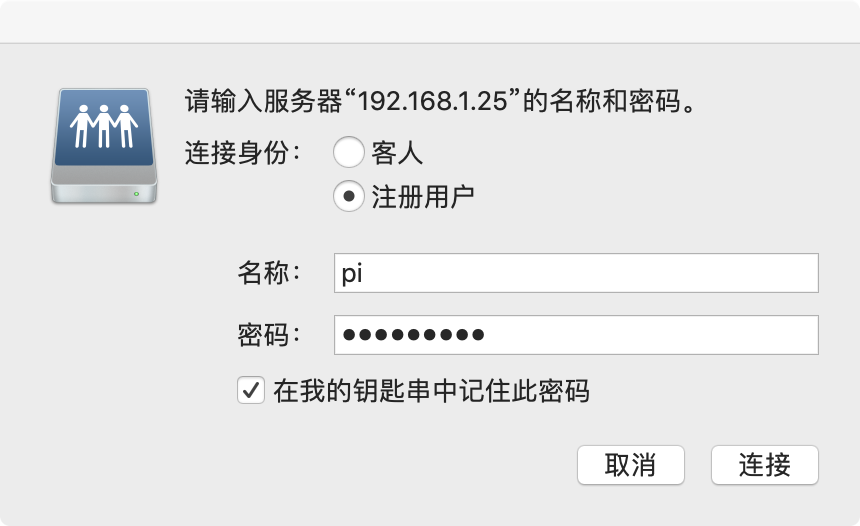 请输入服务器“192.168.1.25”的名称和密码。
连接身份： 客人
注册用户
名称： pi
密码： •••••••••
在我的钥匙串中记住此密码
取消 连接